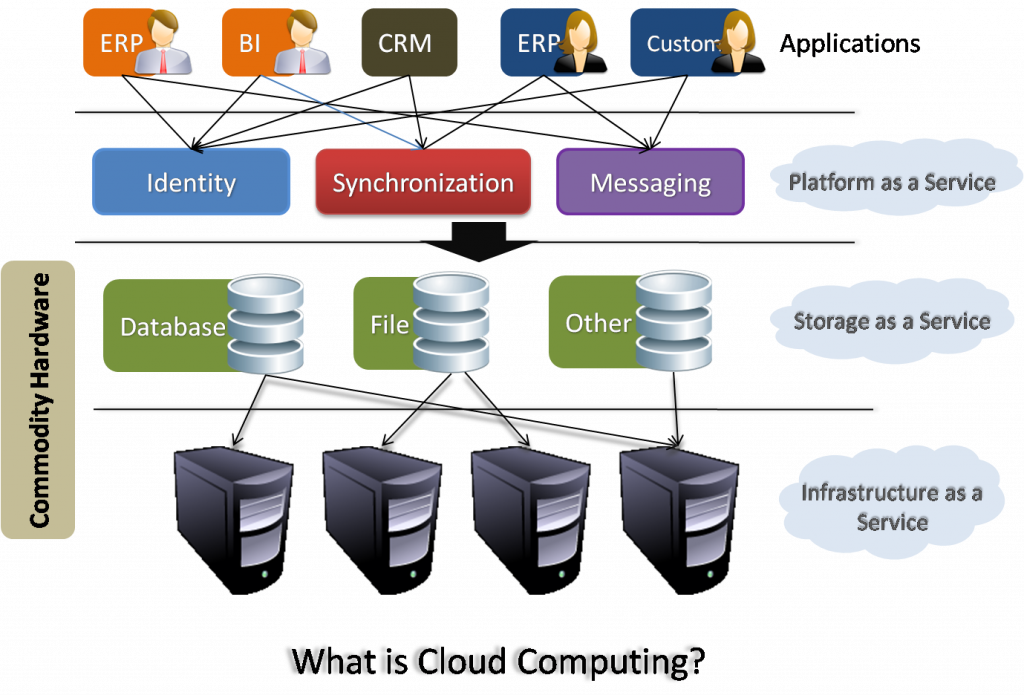 ERP
BI
CRM
ERP
Custom
Applications
Identity
Synchronization
Messaging
Platform as a Service
Commodity Hardware
Database
File
Other
Storage as a Service
Infrastructure as a
Service
What is Cloud Computing?